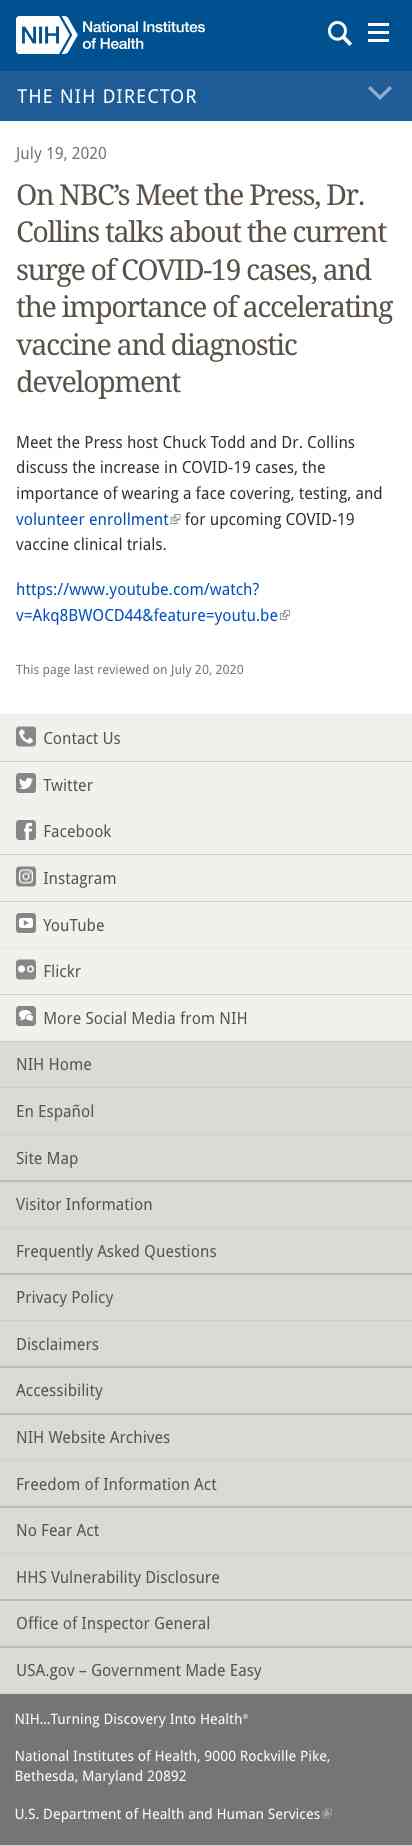 NIH
National Institutes
of Health
THE NIH DIRECTOR
July 19, 2020
On NBC’s Meet the Press, Dr.
Collins talks about the current
surge of COVID-19 cases, and
the importance of accelerating
vaccine and diagnostic
development
Meet the Press host Chuck Todd and Dr. Collins
discuss the increase in COVID-19 cases, the
importance of wearing a face covering, testing, and
volunteer enrollment for upcoming COVID-19
vaccine clinical trials.
https://www.youtube.com/watch?
v=Akq8BWOCD44&feature=youtu.be
This page last reviewed on July 20, 2020
Contact Us
Twitter
Facebook
Instagram
YouTube
Flickr
More Social Media from NIH
NIH Home
En Español
Site Map
Visitor Information
Frequently Asked Questions
Privacy Policy
Disclaimers
Accessibility
NIH Website Archives
Freedom of Information Act
No Fear Act
HHS Vulnerability Disclosure
Office of Inspector General
USA.gov – Government Made Easy
NIH...Turning Discovery Into Health®
National Institutes of Health, 9000 Rockville Pike,
Bethesda, Maryland 20892
U.S. Department of Health and Human Services